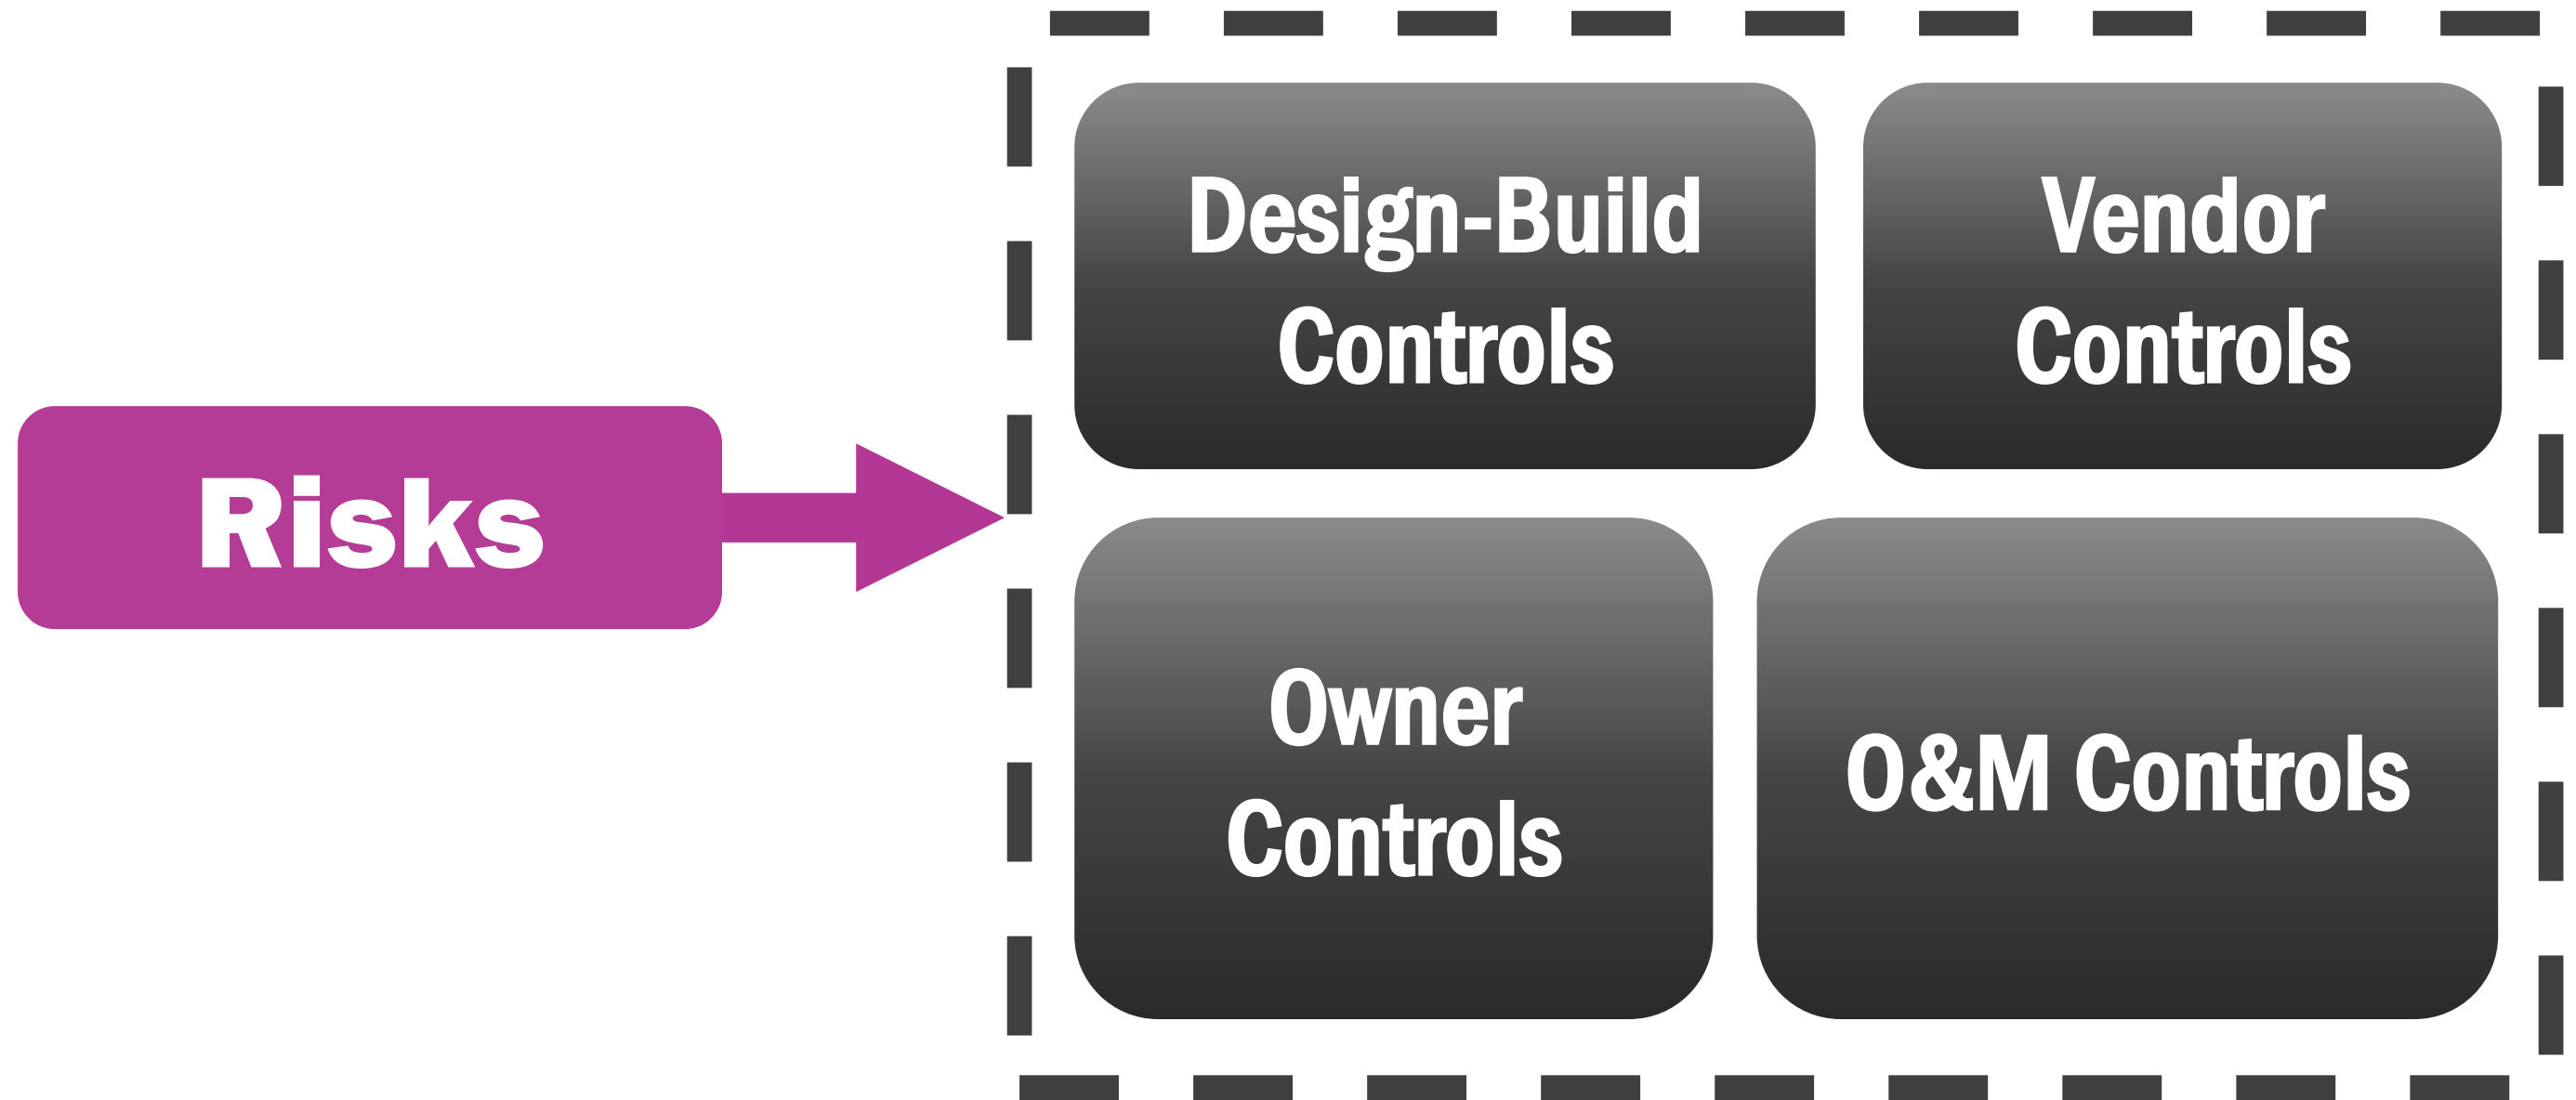 Risks
Design-Build
Controls
Vendor
Controls
Owner
Controls
O&M Controls